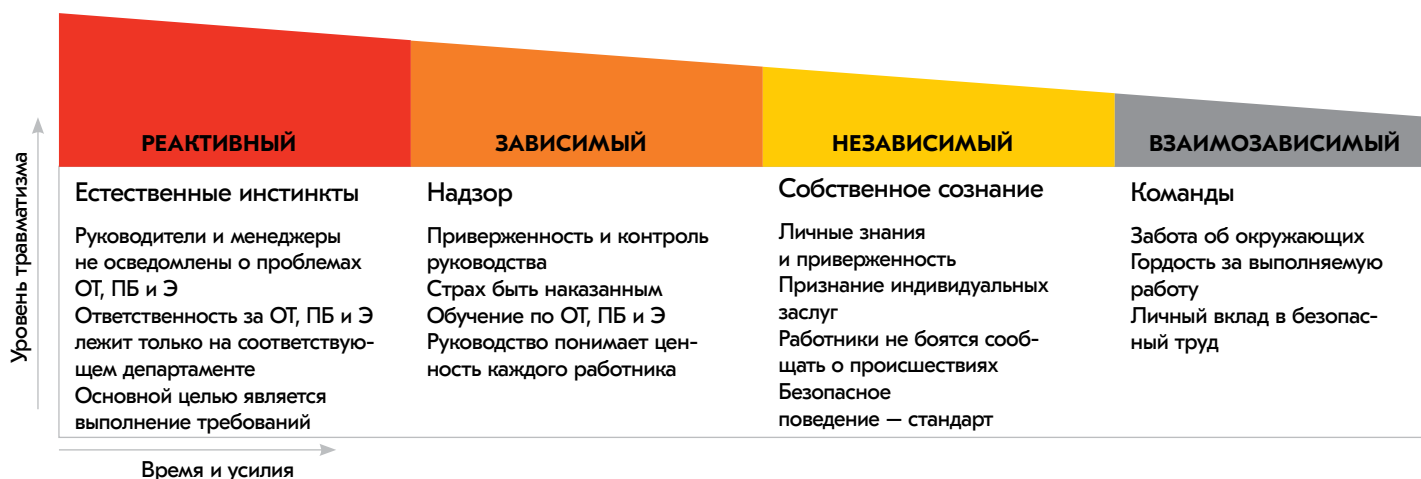 РЕАКТИВНЫЙ
ЗАВИСИМЫЙ
НЕЗАВИСИМЫЙ
ВЗАИМОЗАВИСИМЫЙ
Уровень травматизма
Естественные инстинкты
Руководители и менеджеры
не осведомлены о проблемах
ОТ, ПБ и Э
Ответственность за ОТ, ПБ и Э
лежит только на соответствую-
щем департаменте
Основной целью является
выполнение требований
Надзор
Приверженность и контроль
руководства
Страх быть наказанным
Обучение по ОТ, ПБ и Э
Руководство понимает цен-
ность каждого работника
Собственное сознание
Личные знания
и приверженность
Признание индивидуальных
заслуг
Работники не боятся сооб-
щать о происшествиях
Безопасное
поведение — стандарт
Команды
Забота об окружающих
Гордость за выполняемую
работу
Личный вклад в безопас-
ный труд
Время и усилия